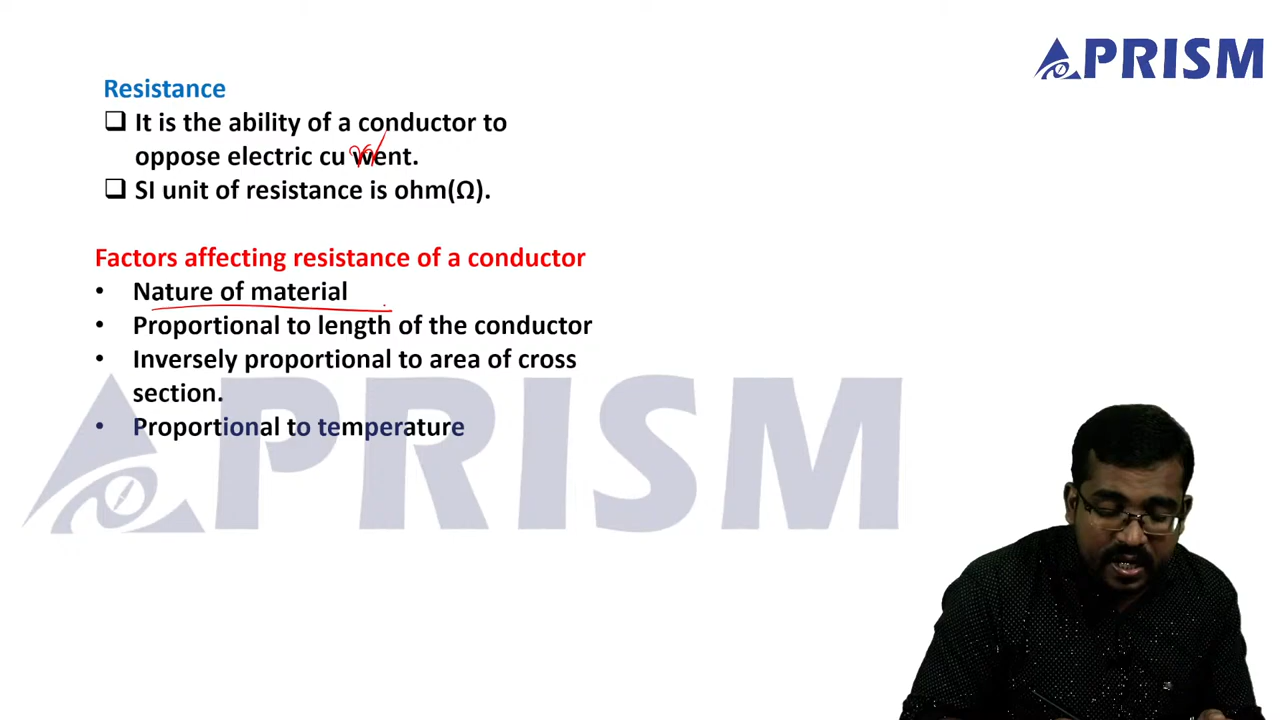 PRISM
Resistance
❑ It is the ability of a conductor to
oppose electric cu went.
❑ SI unit of resistance is ohm(Ω).
Factors affecting resistance of a conductor
• Nature of material
• Proportional to length of the conductor
• Inversely proportional to area of cross
section.
• Proportional to temperature
PRISM